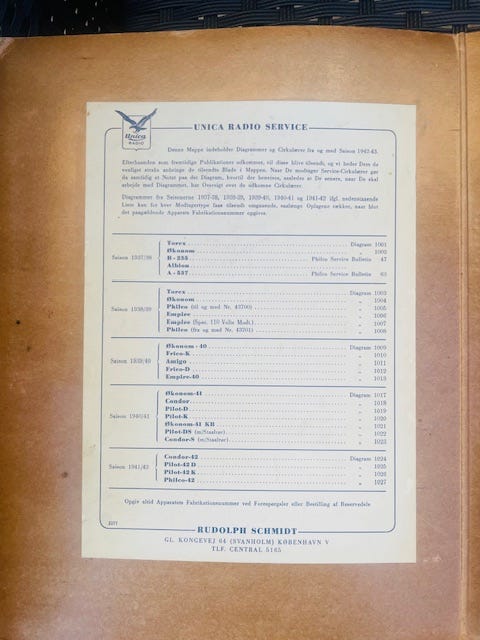 Unica
RADIO
UNICA RADIO SERVICE
Denne Mappe indeholder Diagrammer og Cirkulærer fra og med Saison 1942-43.
Efterhaanden som fremtidige Publikationer udkommer, vil disse blive tilsendt, og vi beder Dem da
venligst straks anbringe de tilsendte Blade i Mappen. Naar De modtager Service-Cirkulærer gør
da samtidig et Notat paa det Diagram, hvortil der henvises, saaledes at De senere, naar De skal
arbejde med Diagrammet, har Oversigt over de udkomne Cirkulærer.
Diagrammer for Saisonerne 1937-38, 1938-39, 1939-40, 1940-41 og 1941-42 ifgl. nedenstaaende
Liste kan for hver Modtagertype faas tilsendt omgaaende, saalænge Oplagene rækker, naar blot
det paagældende Apparats Fabrikationsnummer opgives.
Saison 1937/38
Torex Diagram 1001
Økonom „ 1002
B - 255 Philco Service Bulletin 47
Albion
A - 537 Philco Service Bulletin 63
Saison 1938/39
Torex Diagram 1003
Økonom „ 1004
Philco (til og med Nr. 43700) „ 1005
Empire „ 1006
Empire (Spec. 110 Volts Modl.) „ 1007
Philco (fra og med Nr. 43701) „ 1008
Saison 1939/40
Økonom - 40 Diagram 1009
Frico-K „ 1010
Amigo „ 1011
Frico-D „ 1012
Empire-40 „ 1013
Saison 1940/41
Økonom-41 Diagram 1017
Condor „ 1018
Pilot-D „ 1019
Pilot-K „ 1020
Økonom-41 KB „ 1021
Pilot-DS (m/Staalrør) „ 1022
Condor-S (m/Staalrør) „ 1023
Saison 1941/42
Condor-42 Diagram 1024
Pilot-42 D „ 1025
Pilot-42 K „ 1026
Philco-42 „ 1027
Opgiv altid Apparatets Fabrikationsnummer ved Forespørgsler eller Bestilling af Reservedele
RUDOLPH SCHMIDT
GL. KONGEVEJ 64 (SVANHOLM) KØBENHAVN V
TLF. CENTRAL 5165